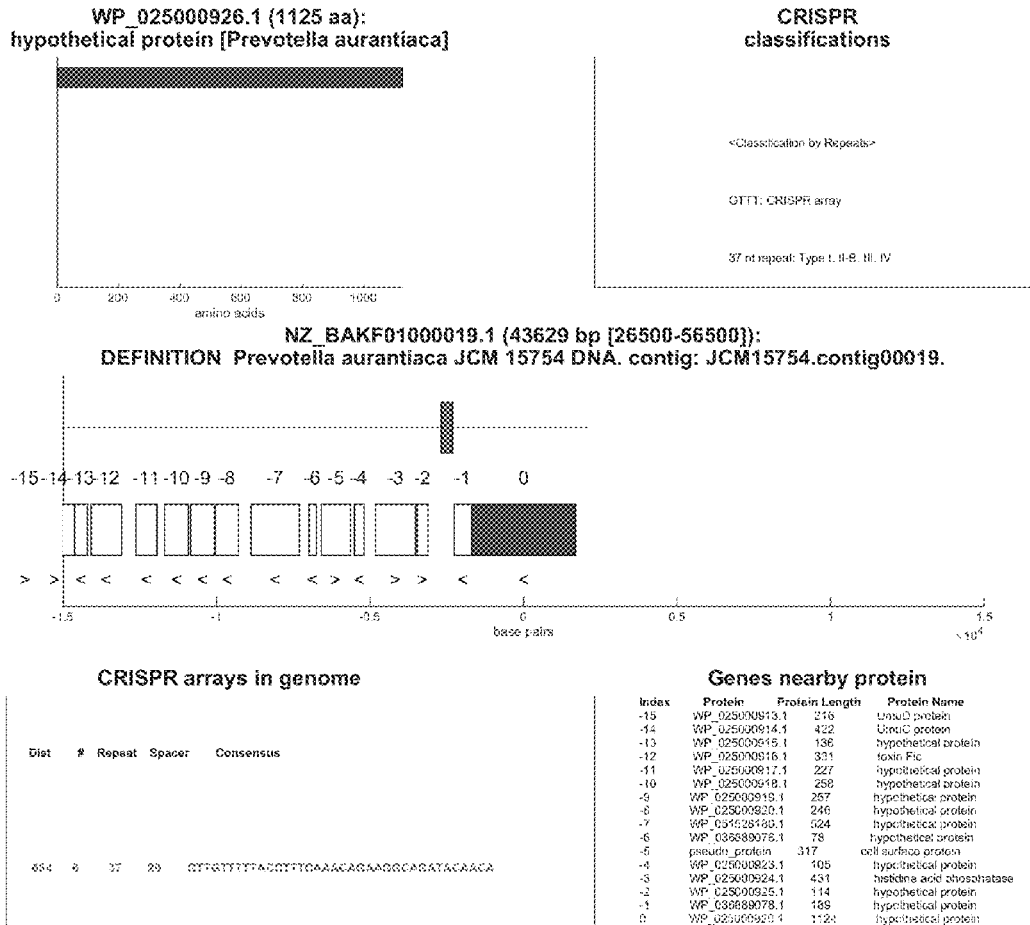 WP_025000926.1 (1125 aa):
hypothetical protein [Prevotella aurantiaca]
0 200 400 600 800 1000
amino acids
CRISPR
classifications
<Classification by Repeats>
GTTT: CRISPR array
37 nt repeat: Type I, II-B, III, IV
NZ_BAKF01000019.1 (43629 bp [26500-56500]):
DEFINITION Prevotella aurantiaca JCM 15754 DNA. contig: JCM15754.contig00019.
-15 -14 -13 -12 -11 -10 -9 -8 -7 -6 -5 -4 -3 -2 -1 0
> > < < < < < < < < > < > > < <
-1.5 -1 -0.5 0 0.5 1 1.5
base pairs
×10⁴
CRISPR arrays in genome
Dist # Repeat Spacer Consensus
37 29
Genes nearby protein
Index Protein Protein Length Protein Name
-15 WP_025000913.1 216 UmuD protein
-14 WP_025000914.1 422 UmuC protein
-13 WP_025000915.1 136 hypothetical protein
-12 WP_025000916.1 331 toxin Fic
-11 WP_025000917.1 227 hypothetical protein
-10 WP_025000918.1 258 hypothetical protein
-9 WP_025000919.1 257 hypothetical protein
-8 WP_025000920.1 246 hypothetical protein
-7 524 hypothetical protein
-6 78 hypothetical protein
-5 pseudo_protein 317 cell surface protein
-4 WP_025000923.1 105 hypothetical protein
-3 WP_025000924.1 431 histidine acid phosphatase
-2 WP_025000925.1 114 hypothetical protein
-1 189 hypothetical protein
0 WP_025000926.1 hypothetical protein